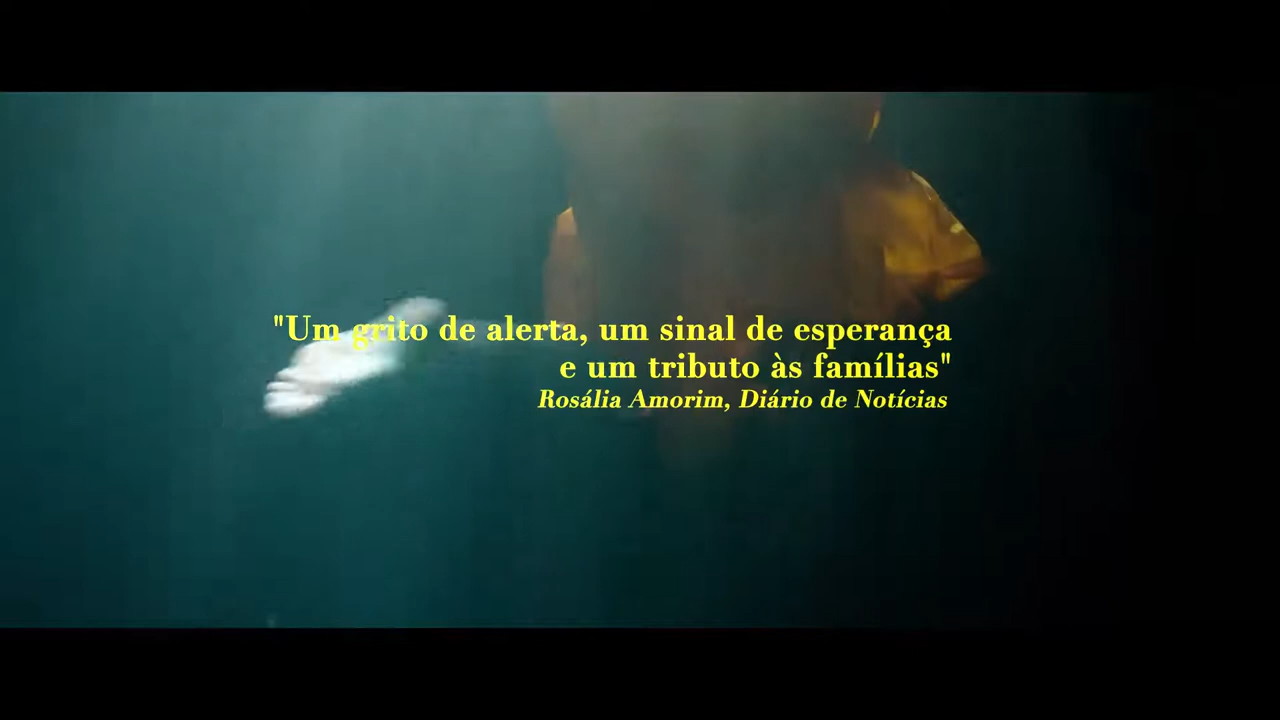 "Um grito de alerta, um sinal de esperança
e um tributo às famílias"
Rosália Amorim, Diário de Notícias